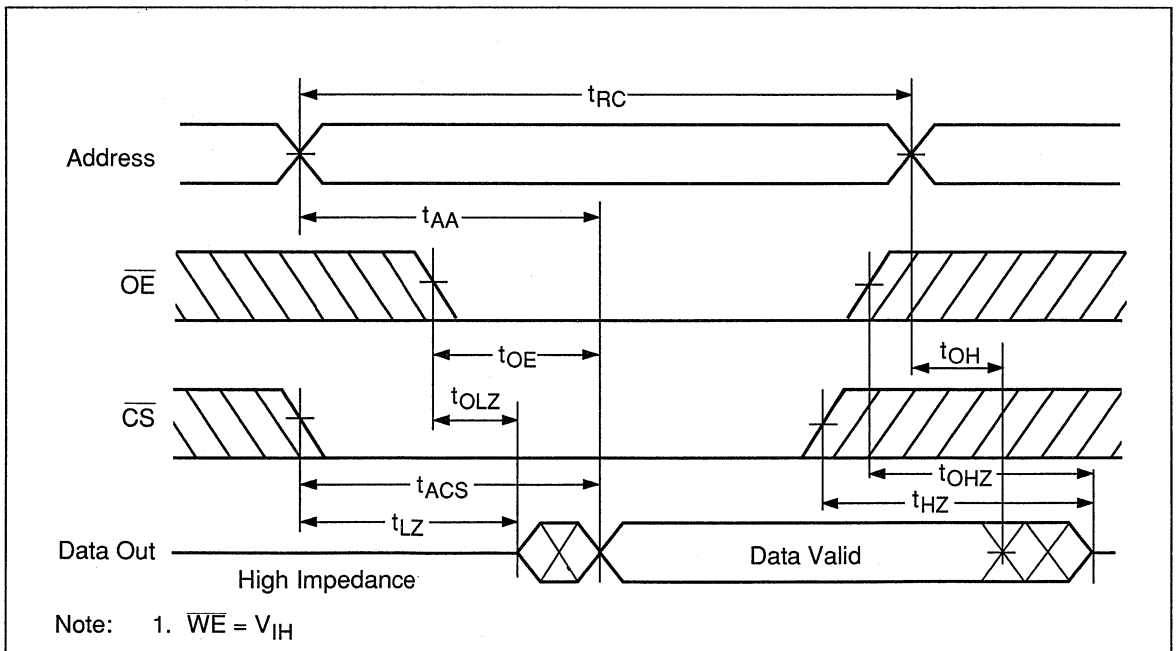 tRC
Address
tAA
OE
tOE
tOH
tOLZ
CS
tACS
tOHZ
tHZ
tLZ
Data Out
Data Valid
High Impedance
Note: 1. WE = VIH